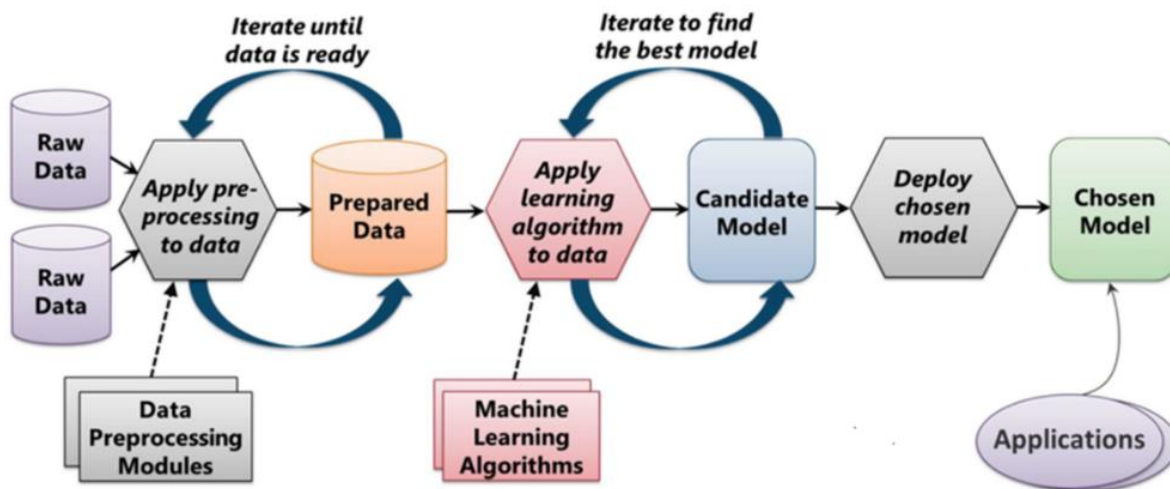 Iterate until
data is ready
Iterate to find
the best model
Raw
Data
Raw
Data
Apply pre-
processing
to data
Prepared
Data
Apply
learning
algorithm
to data
Candidate
Model
Deploy
chosen
model
Chosen
Model
Data
Preprocessing
Modules
Machine
Learning
Algorithms
Applications